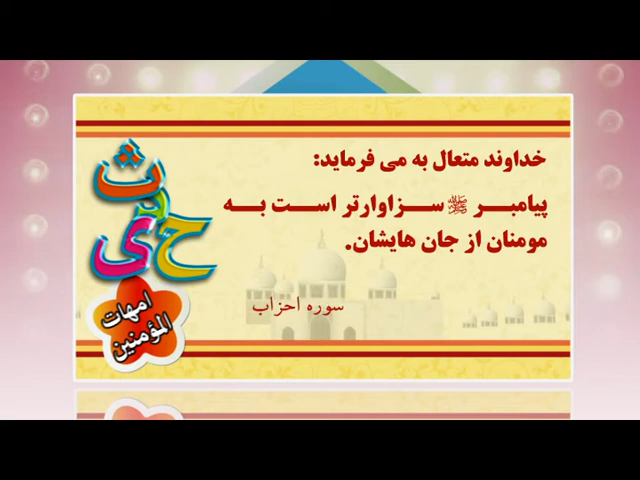 خداوند متعال به می فرماید:
پیامبر ﷺ سزاوارتر است به
مومنان از جان هایشان.
سوره احزاب
حدیث
امهات
المؤمنین